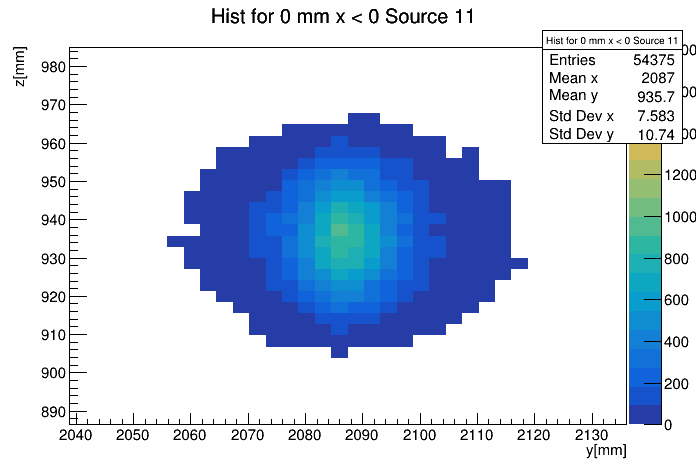 Hist for 0 mm x < 0 Source 11
Hist for 0 mm x < 0 Source 11
Entries 54375
Mean x 2087
Mean y 935.7
Std Dev x 7.583
Std Dev y 10.74
z[mm]
980
970
960
950
940
930
920
910
900
890
2040 2050 2060 2070 2080 2090 2100 2110 2120 2130
y[mm]
1200
1000
800
600
400
200
0